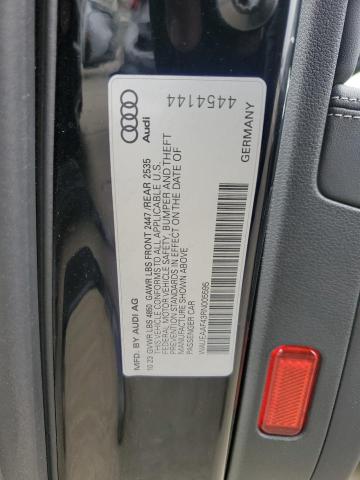 Audi
4454144
MFD. BY AUDI AG
GERMANY
10 23 GVWR LBS 4850 GAWR LBS FRONT 2447 /REAR 2535
THIS VEHICLE CONFORMS TO ALL APPLICABLE U.S.
FEDERAL MOTOR VEHICLE SAFETY, BUMPER AND THEFT
PREVENTION STANDARDS IN EFFECT ON THE DATE OF
MANUFACTURE SHOWN ABOVE
PASSENGER CAR
WAUEAAF43RN005595